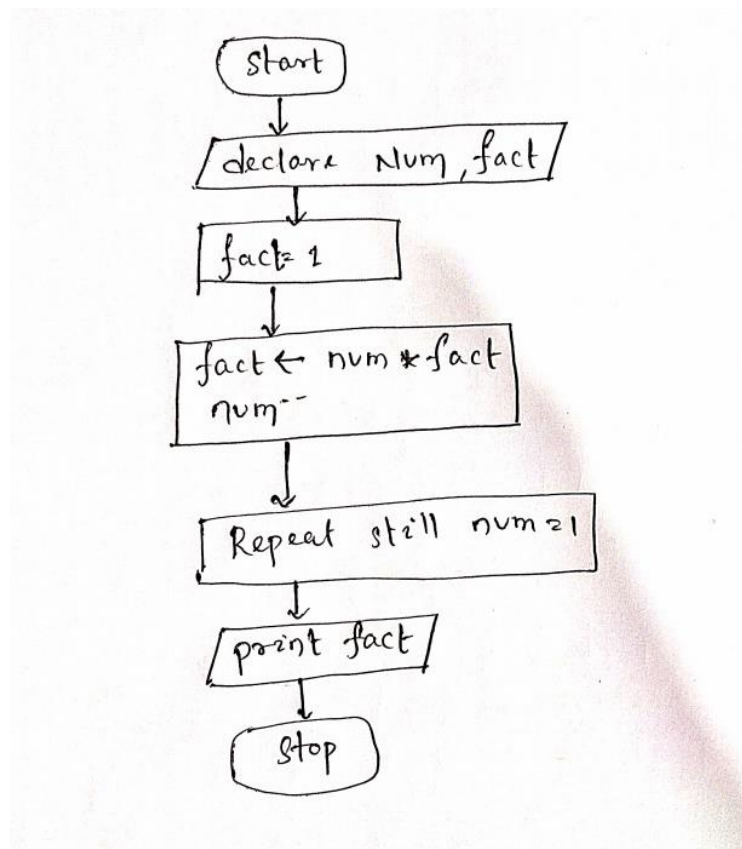 Start
declare Num, fact
fact= 1
fact ← num * fact
num--
Repeat still num=1
print fact
Stop